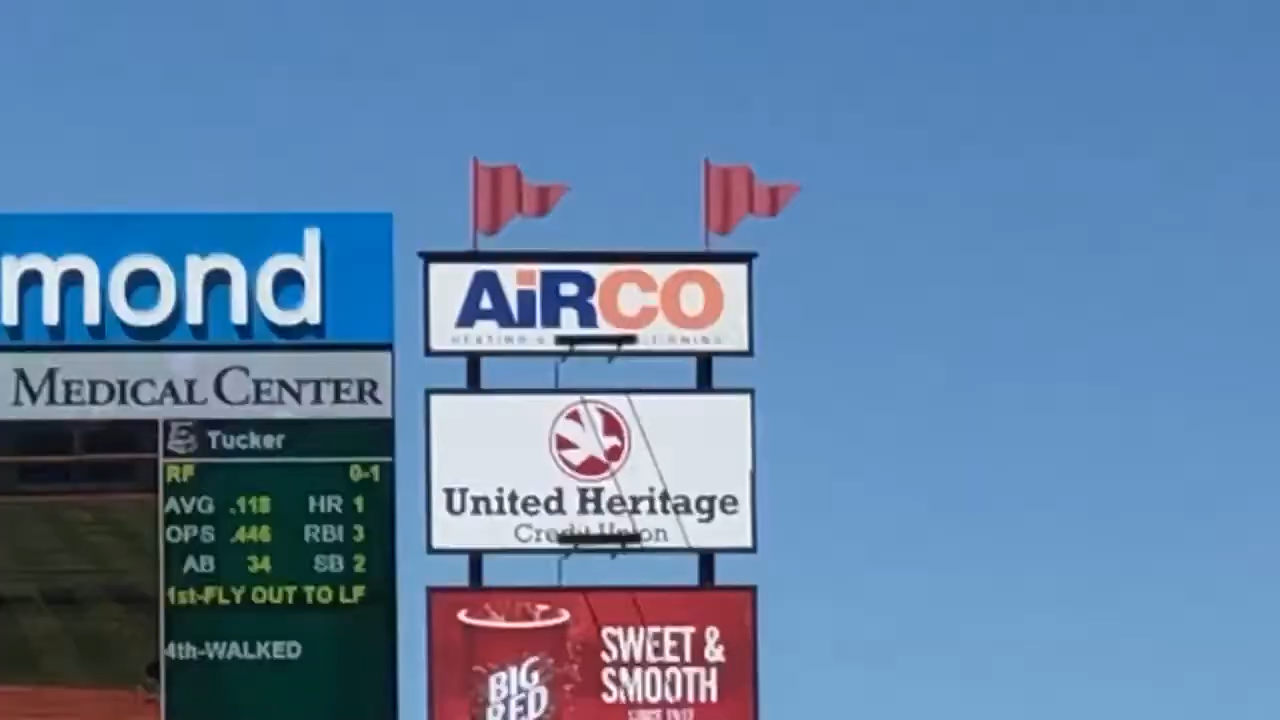 mond
MEDICAL CENTER
Tucker
RF 0-1
AVG .118 HR 1
OPS .446 RBI 3
AB 34 SB 2
1st-FLY OUT TO LF
4th-WALKED
AiRCO
HEATING &
United Heritage
Credit Union
BIG
RED
SWEET &
SMOOTH